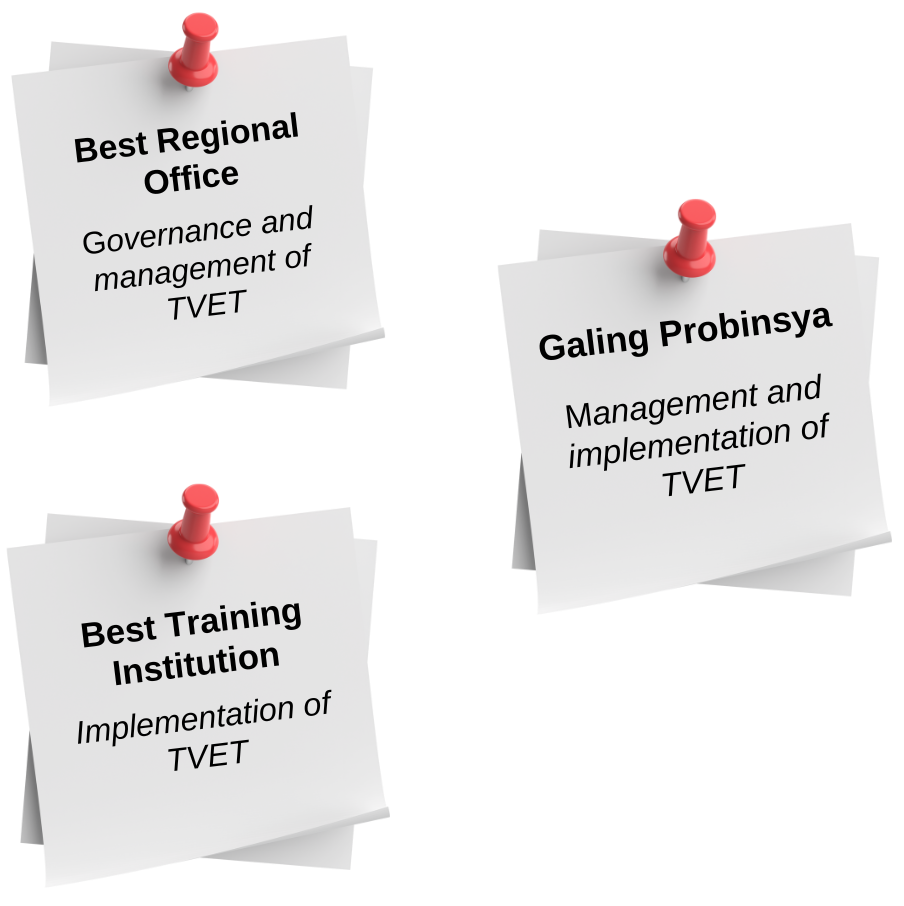 Best Regional
Office
Governance and
management of
TVET
Galing Probinsya
Management and
implementation of
TVET
Best Training
Institution
Implementation of
TVET